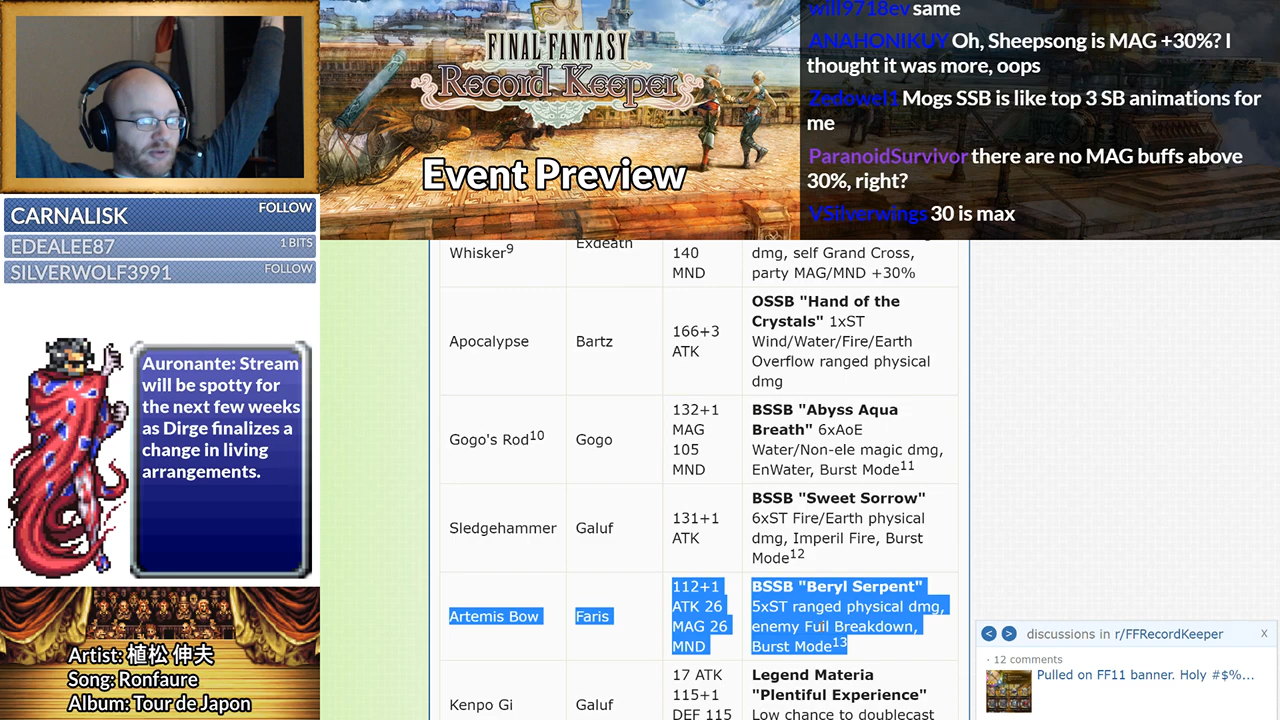 FINAL FANTASY
Record Keeper
Event Preview
will9718ev same
ANAHONIKUY Oh, Sheepsong is MAG +30%? I
thought it was more, oops
Zedowel1 Mogs SSB is like top 3 SB animations for
me
ParanoidSurvivor there are no MAG buffs above
30%, right?
VSilverwings 30 is max
CARNALISK FOLLOW
EDEALEE87 1 BITS
SILVERWOLF3991 FOLLOW
Auronante: Stream
will be spotty for
the next few weeks
as Dirge finalizes a
change in living
arrangements.
Artist: 植松 伸夫
Song: Ronfaure
Album: Tour de Japon
Whisker9
Exdeath
140
MND
dmg, self Grand Cross,
party MAG/MND +30%
Apocalypse
Bartz
166+3
ATK
OSSB "Hand of the
Crystals" 1xST
Wind/Water/Fire/Earth
Overflow ranged physical
dmg
Gogo's Rod10
Gogo
132+1
MAG
105
MND
BSSB "Abyss Aqua
Breath" 6xAoE
Water/Non-ele magic dmg,
EnWater, Burst Mode11
Sledgehammer
Galuf
131+1
ATK
BSSB "Sweet Sorrow"
6xST Fire/Earth physical
dmg, Imperil Fire, Burst
Mode12
Artemis Bow
Faris
112+1
ATK 26
MAG 26
MND
BSSB "Beryl Serpent"
5xST ranged physical dmg,
enemy Full Breakdown,
Burst Mode13
Kenpo Gi
Galuf
17 ATK
115+1
DEF 115
Legend Materia
"Plentiful Experience"
Low chance to doublecast
discussions in r/FFRecordKeeper X
· 12 comments
Pulled on FF11 banner. Holy #$%...